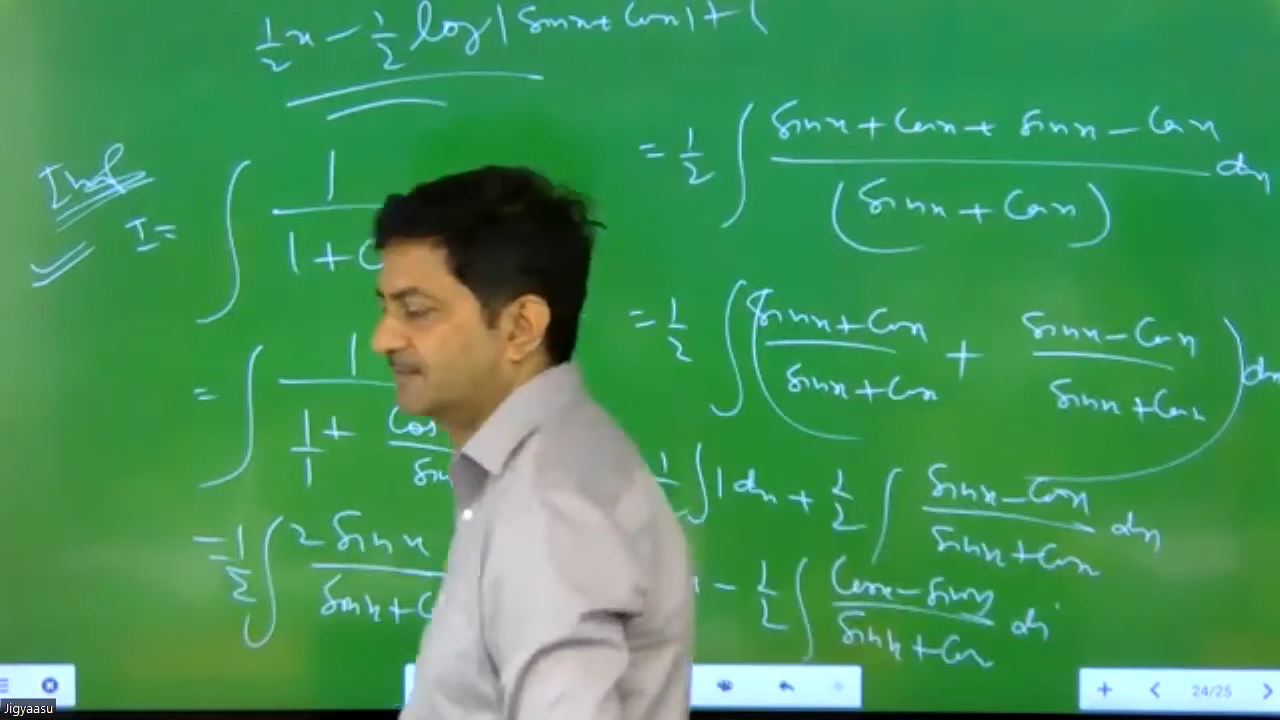 1/2 x - 1/2 log|sinx + cosx| + c
Imp
I = ∫ 1 / 1 + c
= ∫ 1 / 1/1 + cos / sin
= 1/2 ∫ 2 sinx / sinx + c
= 1/2 ∫ sinx + cosx + sinx - cosx / (sinx + cosx) dx
= 1/2 ∫ ( sinx + cosx / sinx + cosx + sinx - cosx / sinx + cosx ) dx
1/2 ∫ 1 dx + 1/2 ∫ sinx - cosx / sinx + cosx dx
- 1/2 ∫ cosx - sinx / sinx + cosx dx
24/25
Jigyaasu